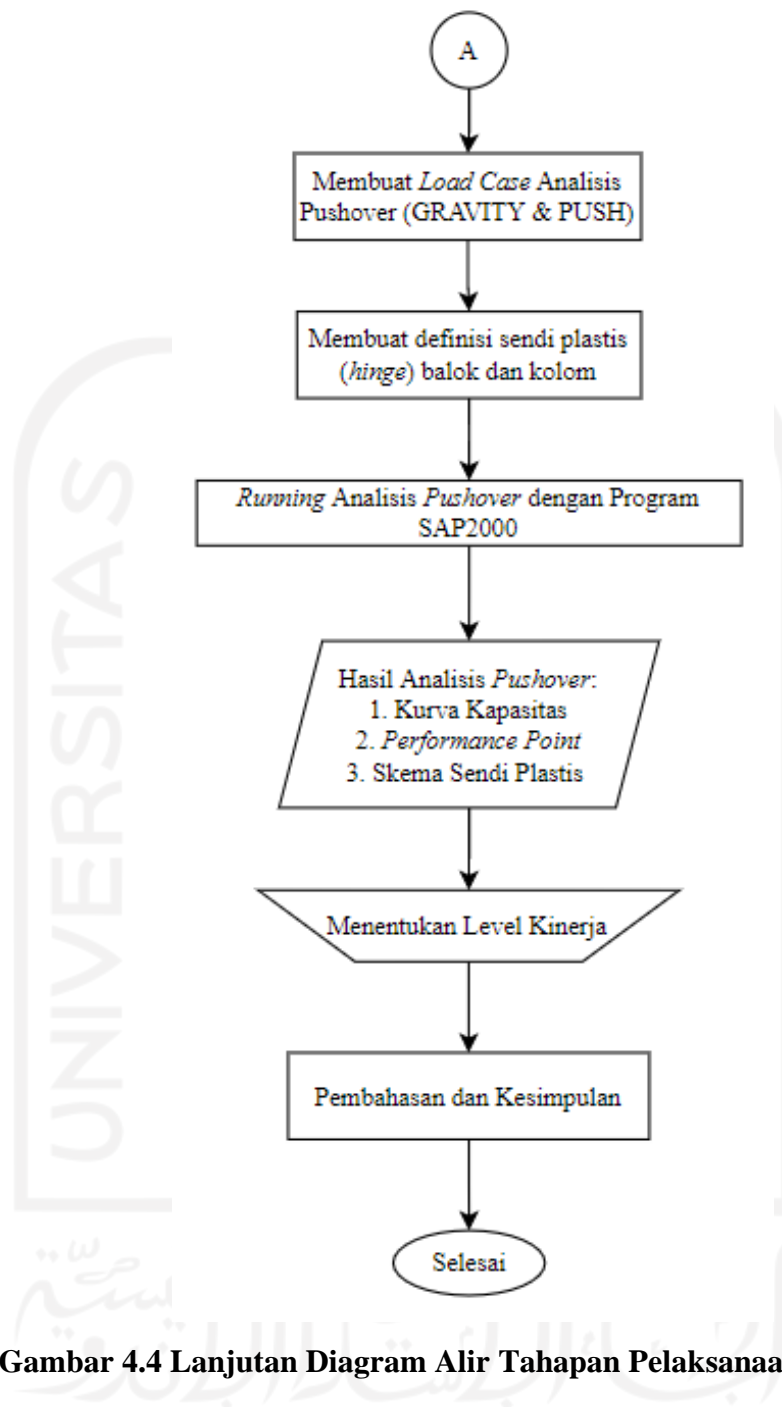 A
Membuat Load Case Analisis
Pushover (GRAVITY & PUSH)
Membuat definisi sendi plastis
(hinge) balok dan kolom
Running Analisis Pushover dengan Program
SAP2000
Hasil Analisis Pushover:
1. Kurva Kapasitas
2. Performance Point
3. Skema Sendi Plastis
Menentukan Level Kinerja
Pembahasan dan Kesimpulan
Selesai
UNIVERSITAS
Gambar 4.4 Lanjutan Diagram Alir Tahapan Pelaksanaa